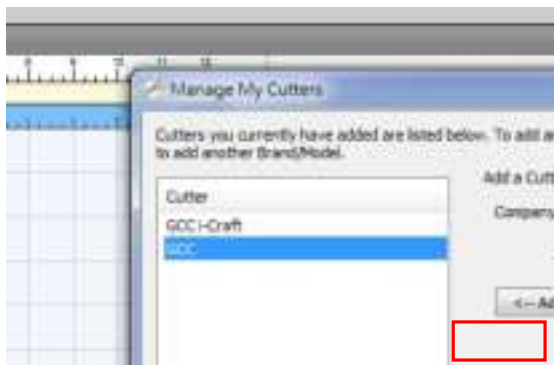 Manage My Cutters
Cutters you currently have added are listed below. To add a
to add another Brand/Model.
Add a Cutt
Company
Cutter
GCC i-Craft
GCC
<-- Ad